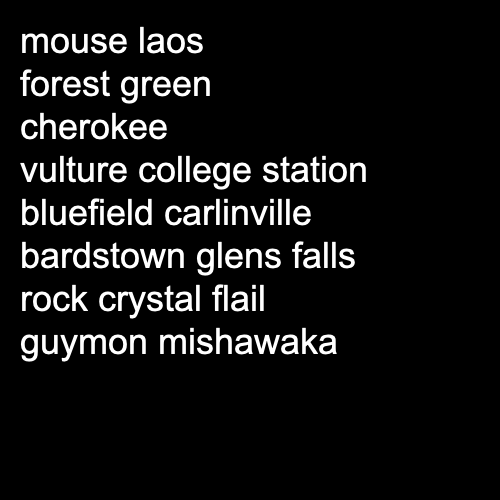 mouse laos
forest green
cherokee
vulture college station
bluefield carlinville
bardstown glens falls
rock crystal flail
guymon mishawaka